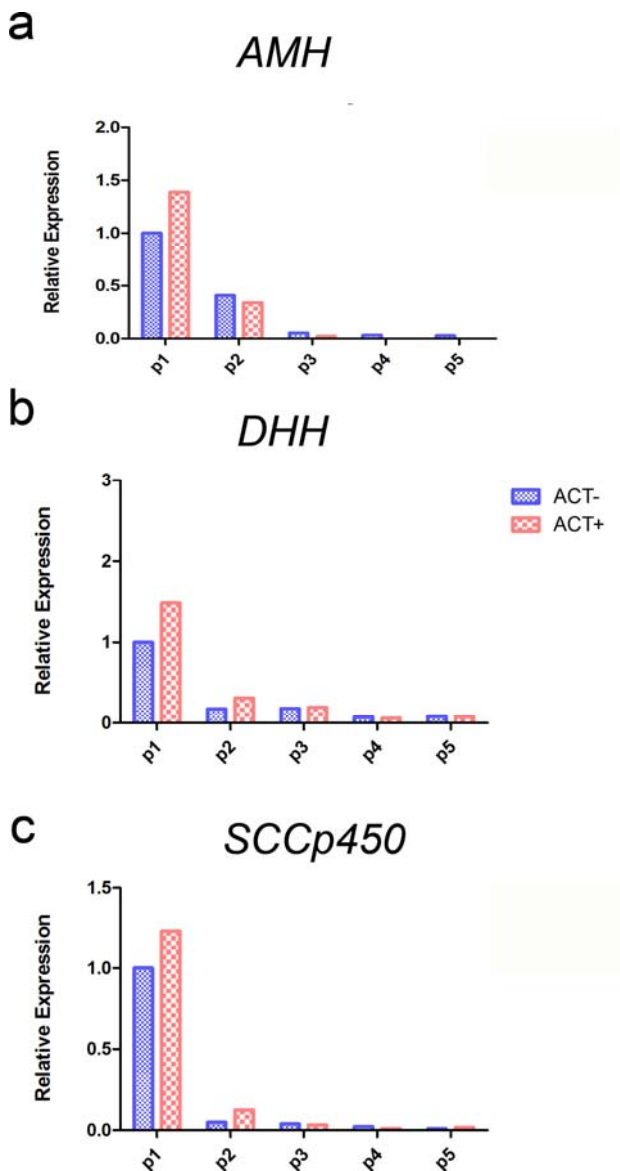 a
AMH
Relative Expression
2.0
1.5
1.0
0.5
0.0
p1 p2 p3 p4 p5
b
DHH
Relative Expression
3
2
1
0
p1 p2 p3 p4 p5
ACT-
ACT+
c
SCCp450
Relative Expression
1.5
1.0
0.5
0.0
p1 p2 p3 p4 p5